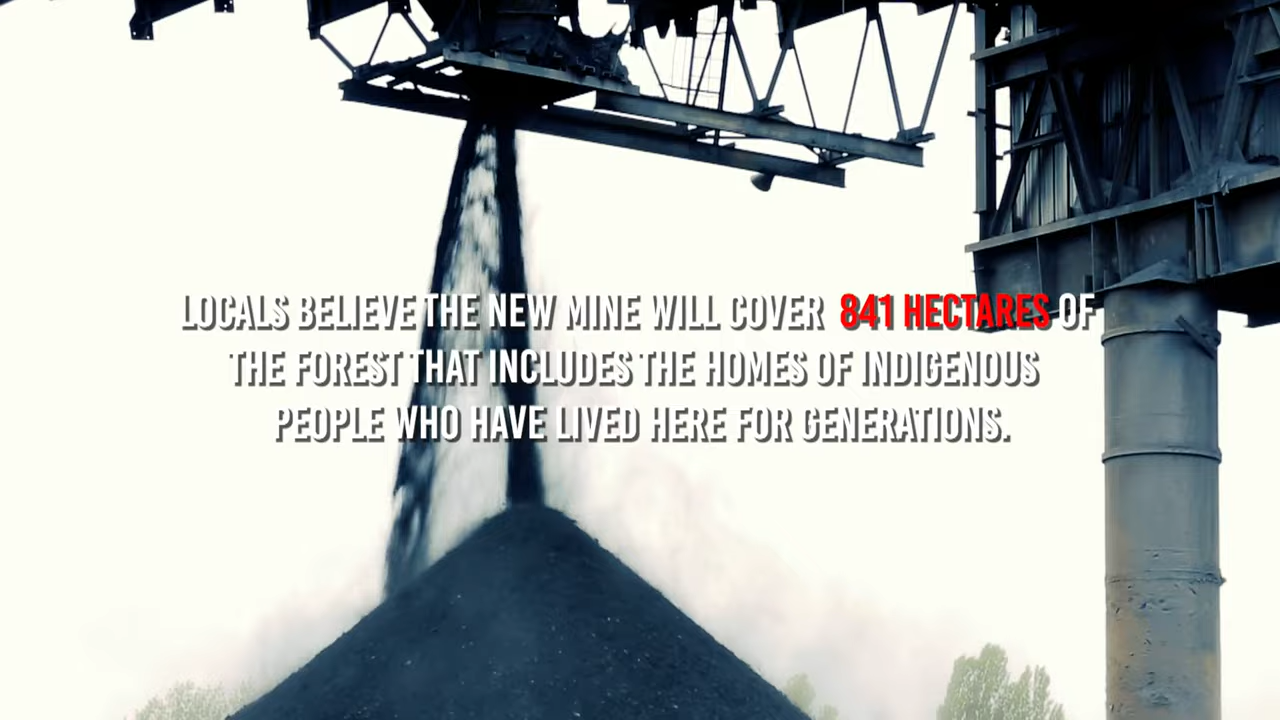 LOCALS BELIEVE THE NEW MINE WILL COVER 841 HECTARES OF
THE FOREST THAT INCLUDES THE HOMES OF INDIGENOUS
PEOPLE WHO HAVE LIVED HERE FOR GENERATIONS.